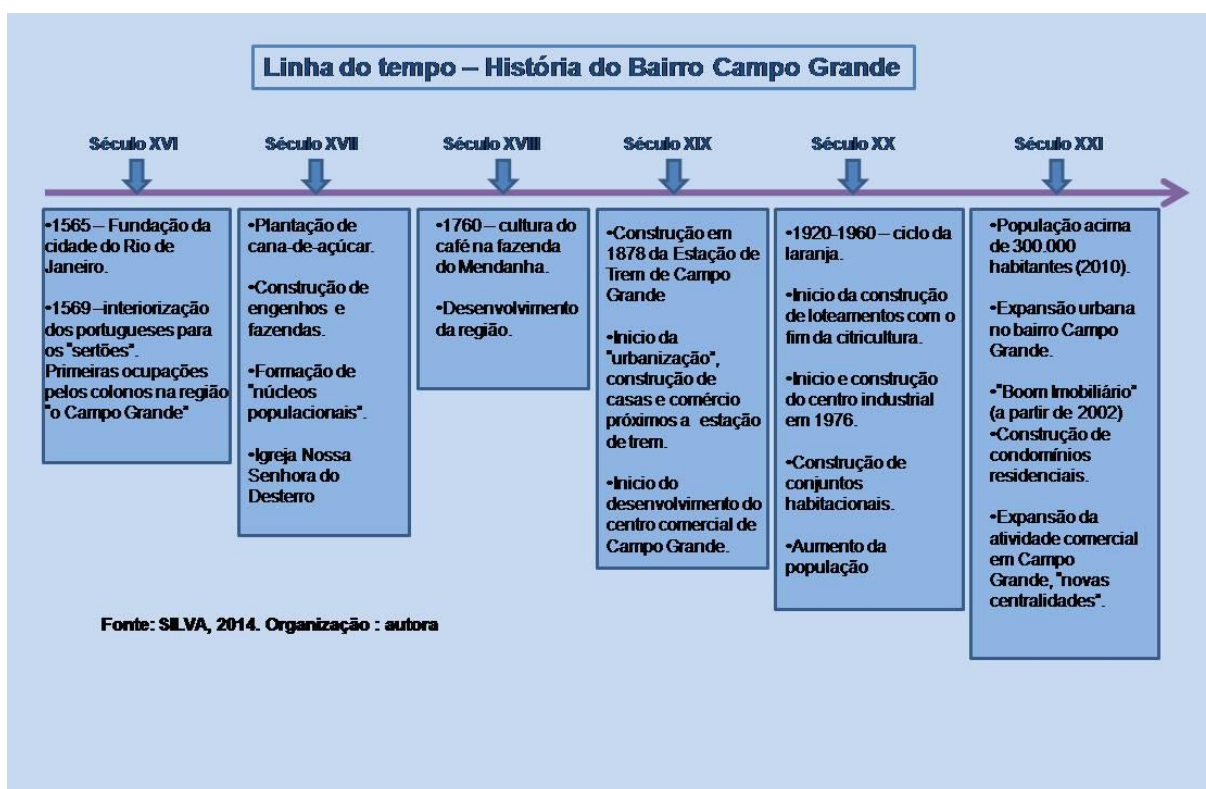 Linha do tempo – História do Bairro Campo Grande
Século XVI
Século XVII
Século XVIII
Século XIX
Século XX
Século XXI
•1565 – Fundação da
cidade do Rio de
Janeiro.
•1569 –interiorização
dos portugueses para
os "sertões".
Primeiras ocupações
pelos colonos na região
"o Campo Grande"
•Plantação de
cana-de-açúcar.
•Construção de
engenhos e
fazendas.
•Formação de
"núcleos
populacionais".
•Igreja Nossa
Senhora do
Desterro
•1760 – cultura do
café na fazenda
do Mendanha.
•Desenvolvimento
da região.
•Construção em
1878 da Estação de
Trem de Campo
Grande
•Inicio da
"urbanização",
construção de
casas e comércio
próximos a estação
de trem.
•Inicio do
desenvolvimento do
centro comercial de
Campo Grande.
•1920-1960 – ciclo da
laranja.
•Inicio da construção
de loteamentos com o
fim da citricultura.
•Inicio e construção
do centro industrial
em 1976.
•Construção de
conjuntos
habitacionais.
•Aumento da
população
•População acima
de 300.000
habitantes (2010).
•Expansão urbana
no bairro Campo
Grande.
•"Boom Imobiliário"
(a partir de 2002)
•Construção de
condomínios
residenciais.
•Expansão da
atividade comercial
em Campo
Grande, "novas
centralidades".
Fonte: SILVA, 2014. Organização : autora